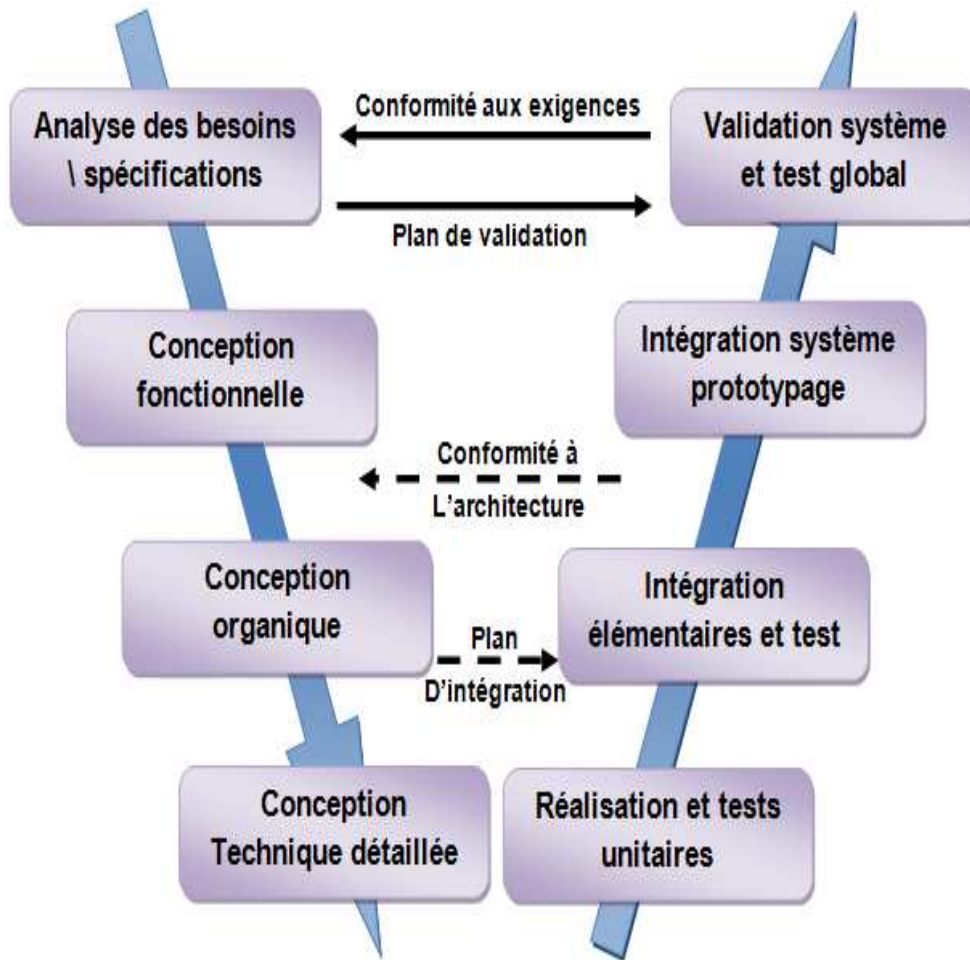 Analyse des besoins
\ spécifications
Conformité aux exigences
Plan de validation
Validation système
et test global
Conception
fonctionnelle
Intégration système
prototypage
Conformité à
L'architecture
Conception
organique
Plan
D'intégration
Intégration
élémentaires et test
Conception
Technique détaillée
Réalisation et tests
unitaires